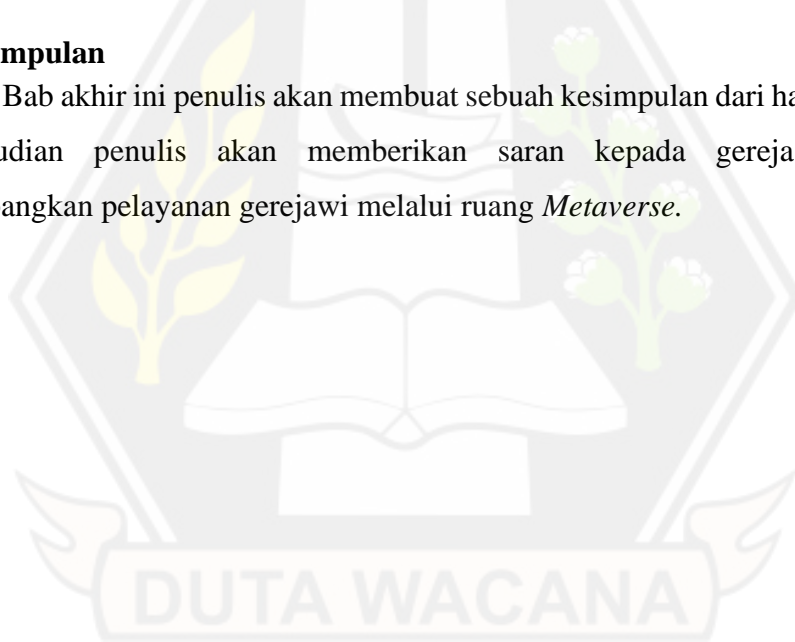 mpulan
Bab akhir ini penulis akan membuat sebuah kesimpulan dari ha
udian penulis akan memberikan saran kepada gereja
bangkan pelayanan gerejawi melalui ruang Metaverse.
DUTA WACANA